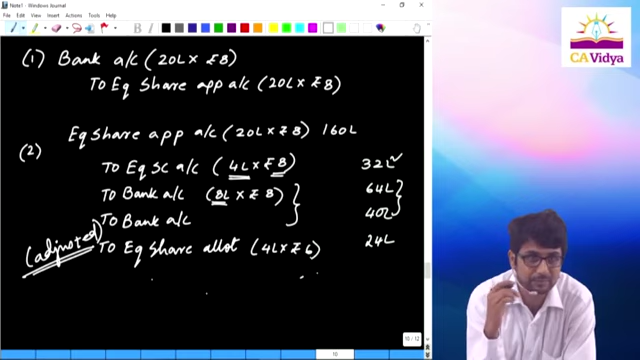 Note1 - Windows Journal
File Edit View Insert Actions Tools Help
(1) Bank a/c (20L × ₹8)
To Eq Share app a/c (20L × ₹8)
Eq Share app a/c (20L × ₹8) 160L
(2)
To Eq SC a/c (4L × ₹8) 32L
To Bank a/c (8L × ₹8) 64L
To Bank a/c 40L
(adjusted) To Eq Share allot (4L × ₹6) 24L
10 / 12
10
CA Vidya